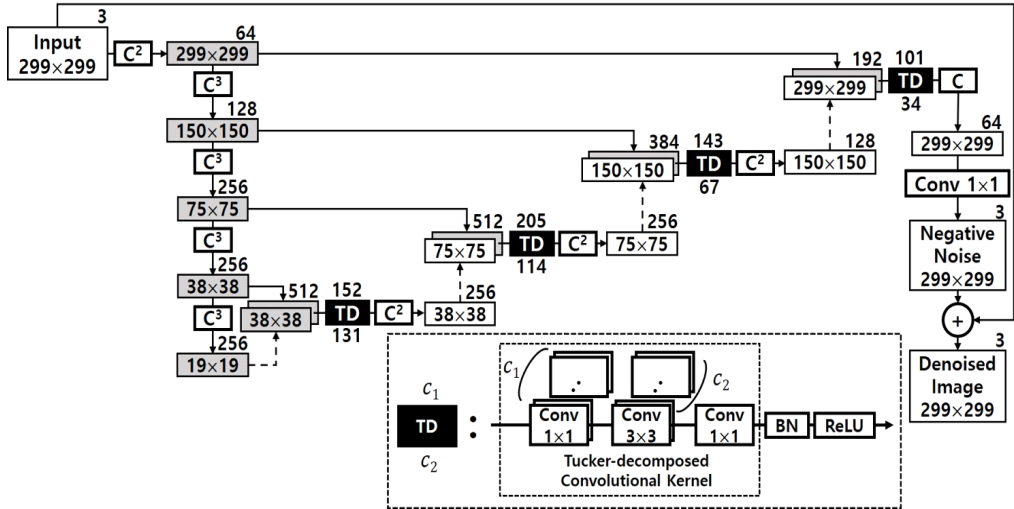 3
Input
299×299
C²
64
299×299
C³
128
150×150
C³
256
75×75
C³
256
38×38
C³
256
19×19
512
38×38
152
TD
131
C²
256
38×38
512
75×75
205
TD
114
C²
256
75×75
384
150×150
143
TD
67
C²
128
150×150
192
299×299
101
TD
34
C
64
299×299
Conv 1×1
3
Negative
Noise
299×299
+
3
Denoised
Image
299×299
c₁
TD
c₂
:
c₁
c₂
Conv
1×1
Conv
3×3
Conv
1×1
BN
ReLU
Tucker-decomposed
Convolutional Kernel